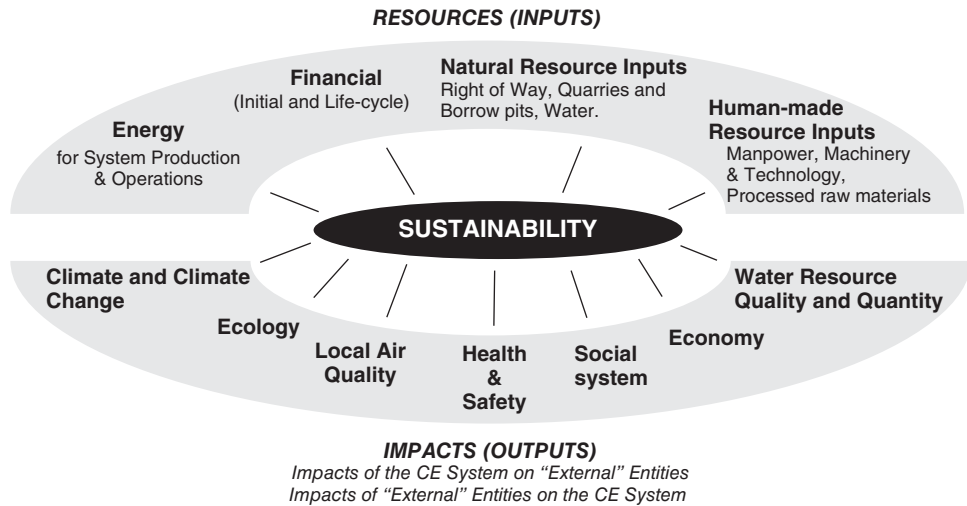 RESOURCES (INPUTS)
Energy
for System Production
& Operations
Financial
(Initial and Life-cycle)
Natural Resource Inputs
Right of Way, Quarries and
Borrow pits, Water.
Human-made
Resource Inputs
Manpower, Machinery
& Technology,
Processed raw materials
SUSTAINABILITY
Climate and Climate
Change
Ecology
Local Air
Quality
Health
&
Safety
Social
system
Economy
Water Resource
Quality and Quantity
IMPACTS (OUTPUTS)
Impacts of the CE System on “External” Entities
Impacts of “External” Entities on the CE System